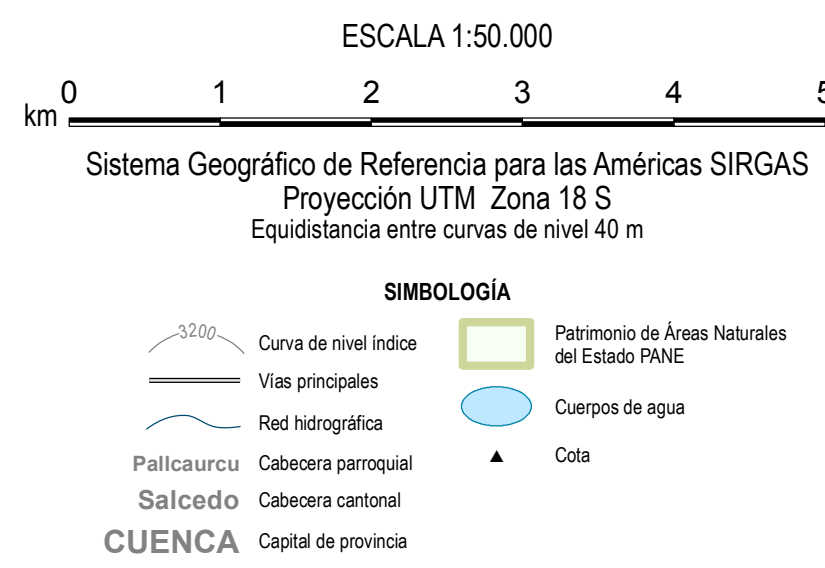 ESCALA 1:50.000
0 1 2 3 4 5
km
Sistema Geográfico de Referencia para las Américas SIRGAS
Proyección UTM Zona 18 S
Equidistancia entre curvas de nivel 40 m
SIMBOLOGÍA
3200 Curva de nivel índice
Vías principales
Red hidrográfica
Pallcaurcu Cabecera parroquial
Salcedo Cabecera cantonal
CUENCA Capital de provincia
Patrimonio de Áreas Naturales
del Estado PANE
Cuerpos de agua
Cota